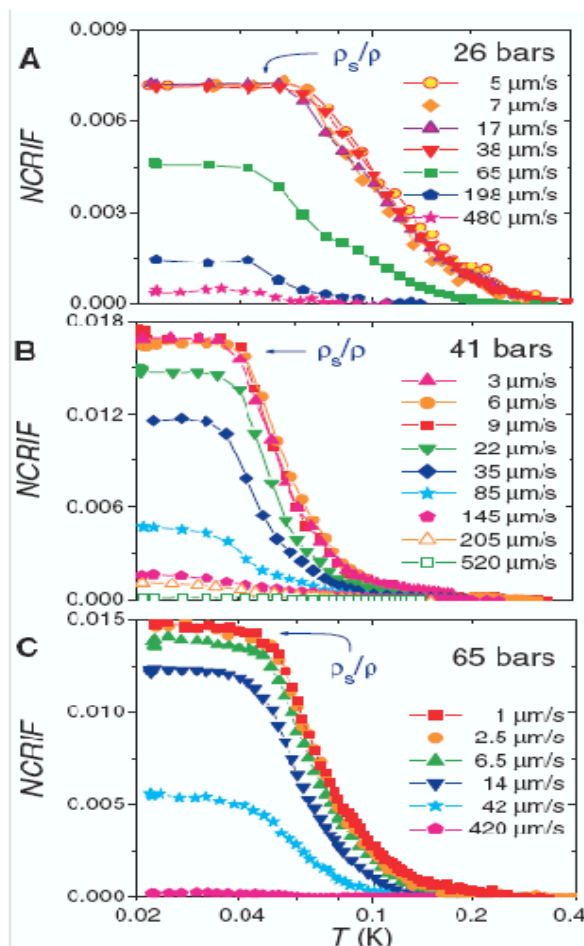 A
26 bars
ρs/ρ
5 µm/s
7 µm/s
17 µm/s
38 µm/s
65 µm/s
198 µm/s
480 µm/s
NCRIF
0.009
0.006
0.003
0.000
B
41 bars
ρs/ρ
3 µm/s
6 µm/s
9 µm/s
22 µm/s
35 µm/s
85 µm/s
145 µm/s
205 µm/s
520 µm/s
NCRIF
0.018
0.012
0.006
0.000
C
65 bars
ρs/ρ
1 µm/s
2.5 µm/s
6.5 µm/s
14 µm/s
42 µm/s
420 µm/s
NCRIF
0.015
0.010
0.005
0.000
0.02
0.04
0.1
0.2
0.4
T (K)